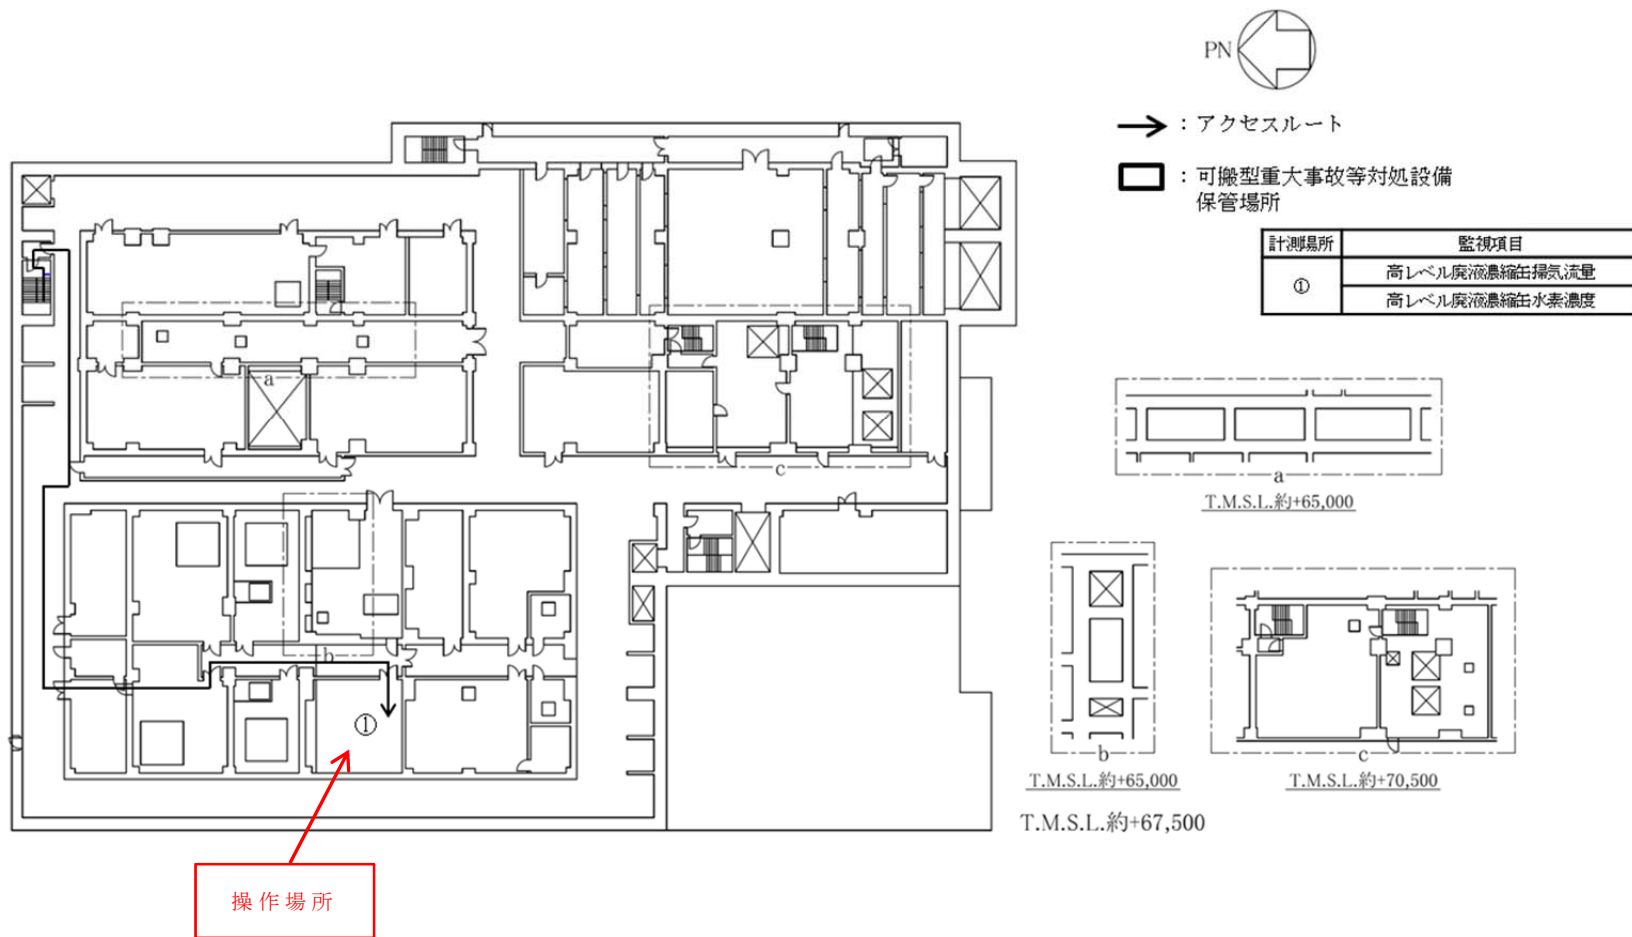 PN
：アクセスルート
：可搬型重大事故等対処設備
保管場所
計測場所 監視項目
① 高レベル廃液濃縮缶掃気流量
高レベル廃液濃縮缶水素濃度
a
c
a
T.M.S.L.約+65,000
b
①
b
T.M.S.L.約+65,000
c
T.M.S.L.約+70,500
T.M.S.L.約+67,500
操作場所